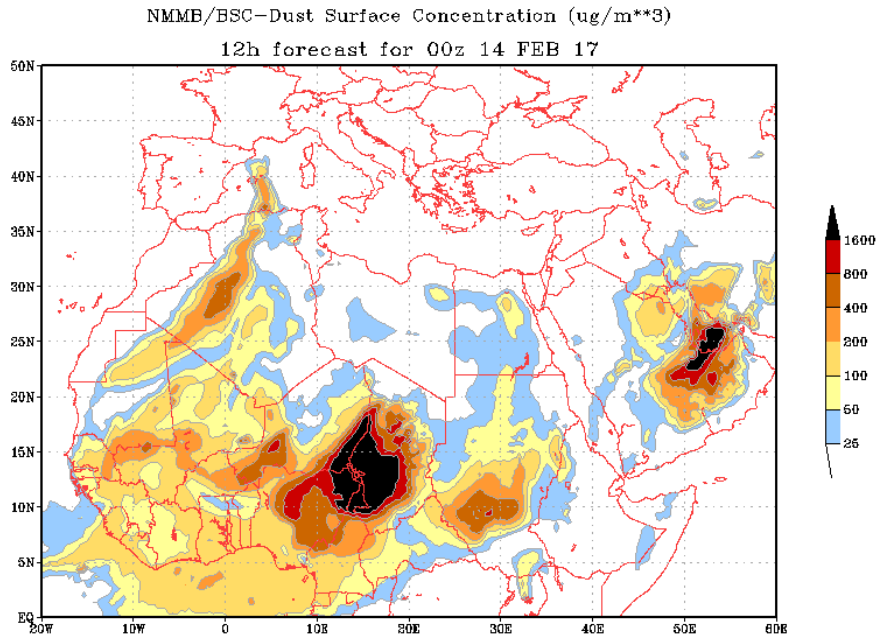 NMMB/BSC-Dust Surface Concentration (ug/m**3)
12h forecast for 00z 14 FEB 17
50N
45N
40N
35N
30N
25N
20N
15N
10N
5N
EQ
20W
10W
0
10E
20E
30E
40E
50E
60E
1600
800
400
200
100
50
25